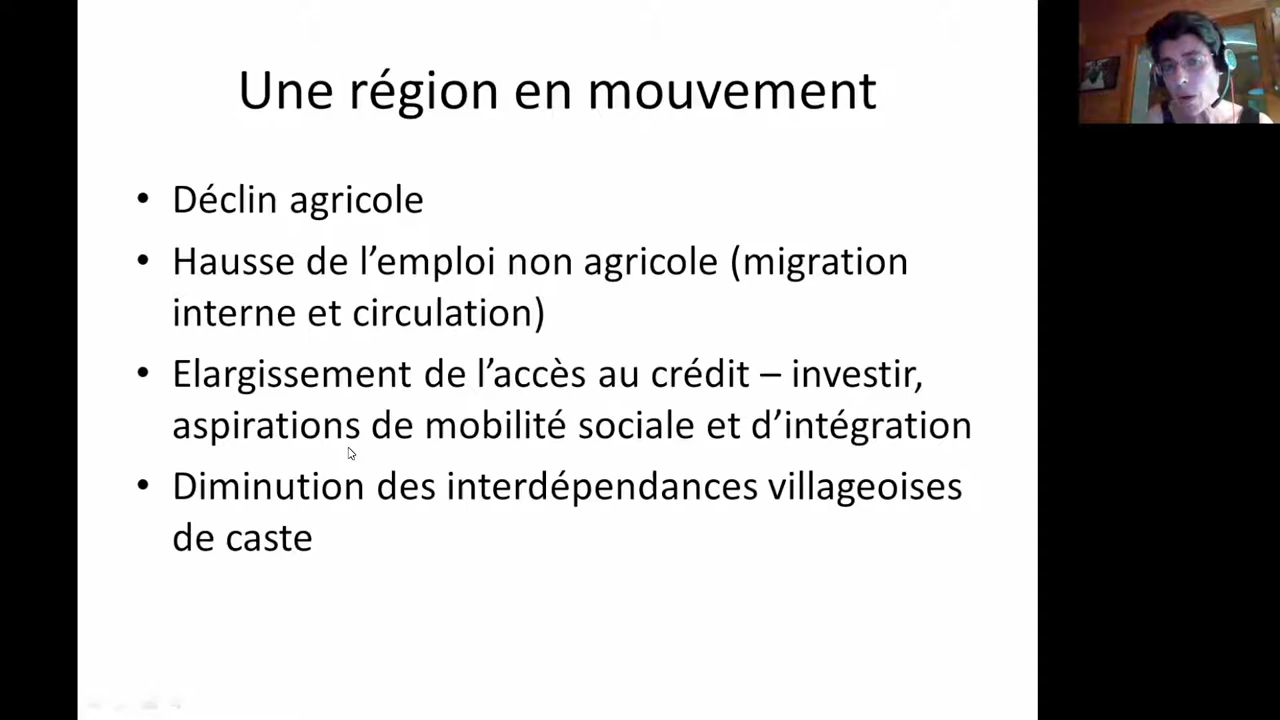 Une région en mouvement
• Déclin agricole
• Hausse de l’emploi non agricole (migration
interne et circulation)
• Elargissement de l’accès au crédit – investir,
aspirations de mobilité sociale et d’intégration
• Diminution des interdépendances villageoises
de caste